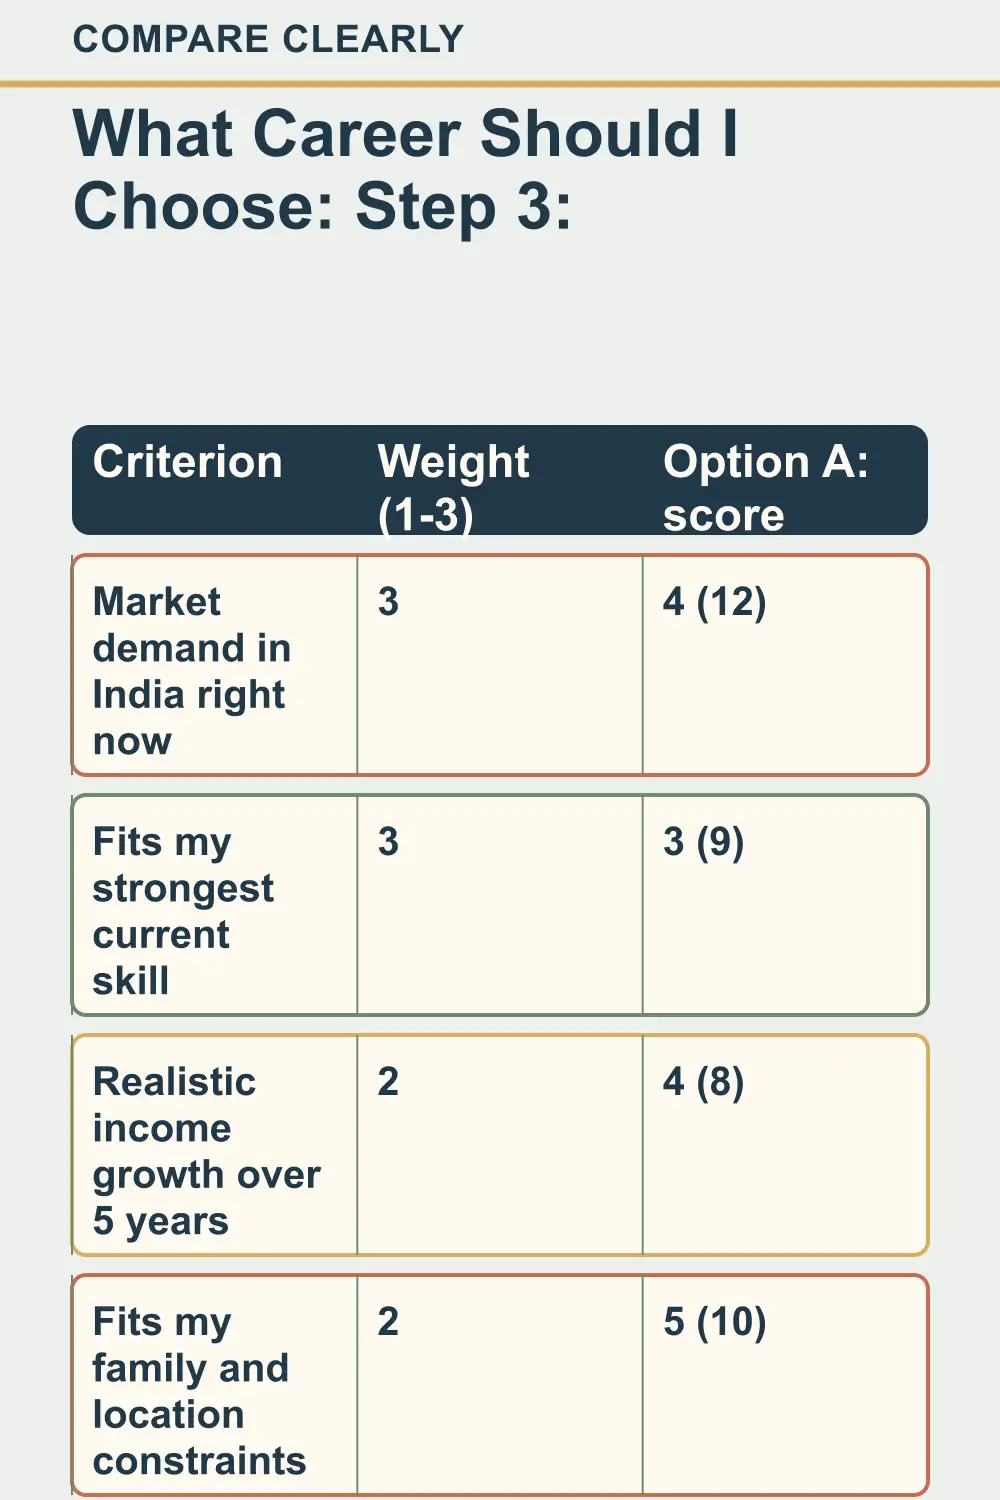 COMPARE CLEARLY
What Career Should I
Choose: Step 3:
Criterion
Weight
(1-3)
Option A:
score
Market
demand in
India right
now
3
4 (12)
Fits my
strongest
current
skill
3
3 (9)
Realistic
income
growth over
5 years
2
4 (8)
Fits my
family and
location
constraints
2
5 (10)